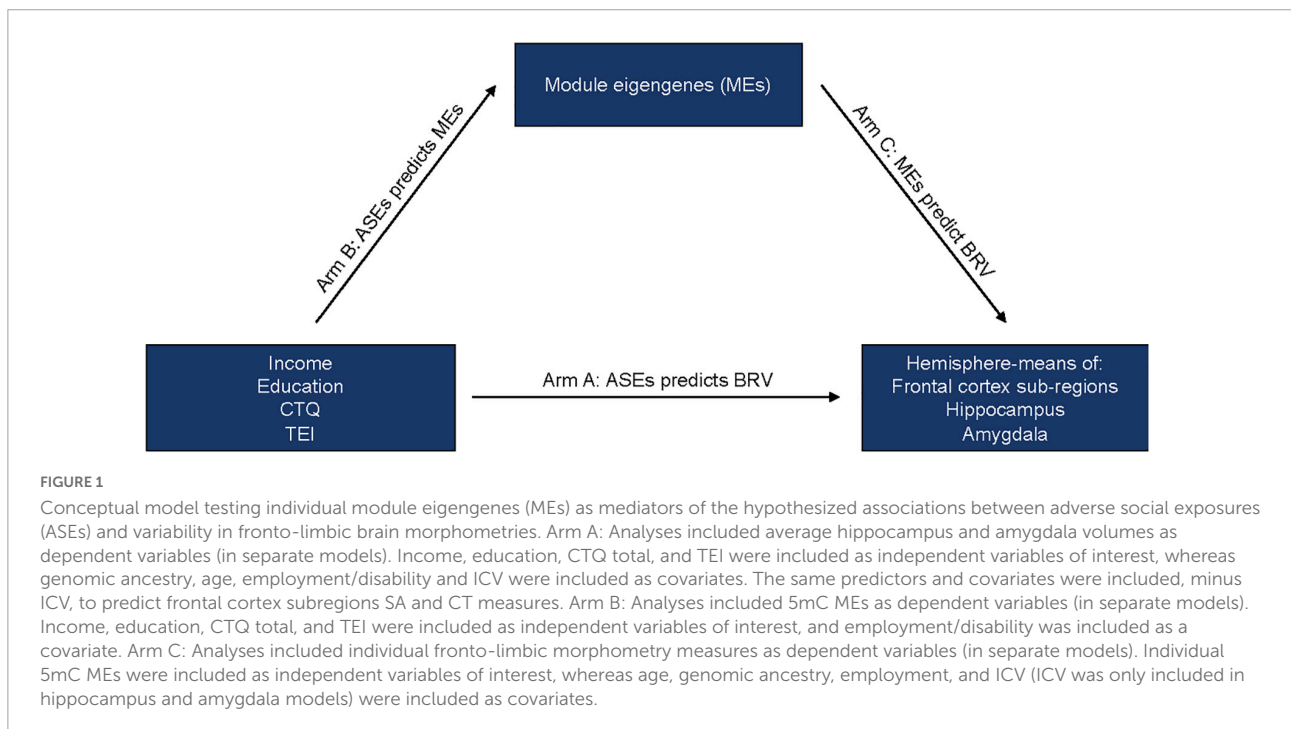 Module eigengenes (MEs)
Arm B: ASEs predicts MEs
Arm C: MEs predict BRV
Income
Education
CTQ
TEI
Arm A: ASEs predicts BRV
Hemisphere-means of:
Frontal cortex sub-regions
Hippocampus
Amygdala
FIGURE 1
Conceptual model testing individual module eigengenes (MEs) as mediators of the hypothesized associations between adverse social exposures
(ASEs) and variability in fronto-limbic brain morphometries. Arm A: Analyses included average hippocampus and amygdala volumes as
dependent variables (in separate models). Income, education, CTQ total, and TEI were included as independent variables of interest, whereas
genomic ancestry, age, employment/disability and ICV were included as covariates. The same predictors and covariates were included, minus
ICV, to predict frontal cortex subregions SA and CT measures. Arm B: Analyses included 5mC MEs as dependent variables (in separate models).
Income, education, CTQ total, and TEI were included as independent variables of interest, and employment/disability was included as a
covariate. Arm C: Analyses included individual fronto-limbic morphometry measures as dependent variables (in separate models). Individual
5mC MEs were included as independent variables of interest, whereas age, genomic ancestry, employment, and ICV (ICV was only included in
hippocampus and amygdala models) were included as covariates.